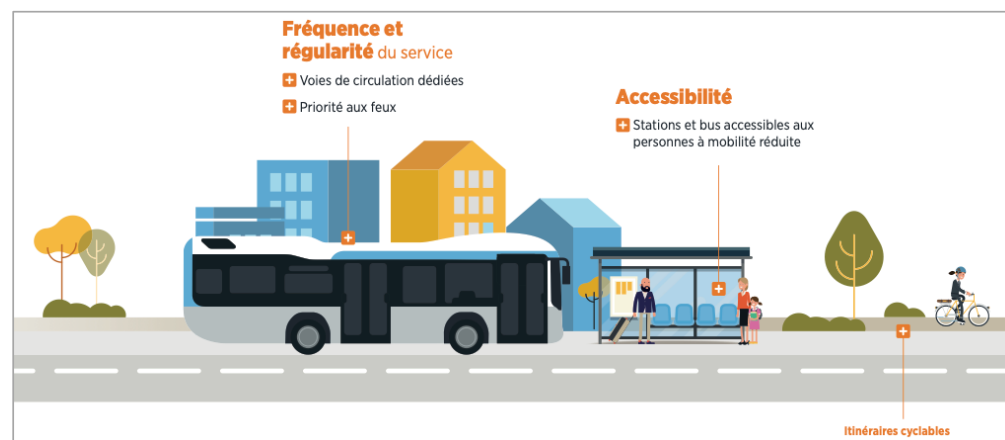 Fréquence et
régularité du service
Voies de circulation dédiées
Priorité aux feux
Accessibilité
Stations et bus accessibles aux
personnes à mobilité réduite
Itinéraires cyclables